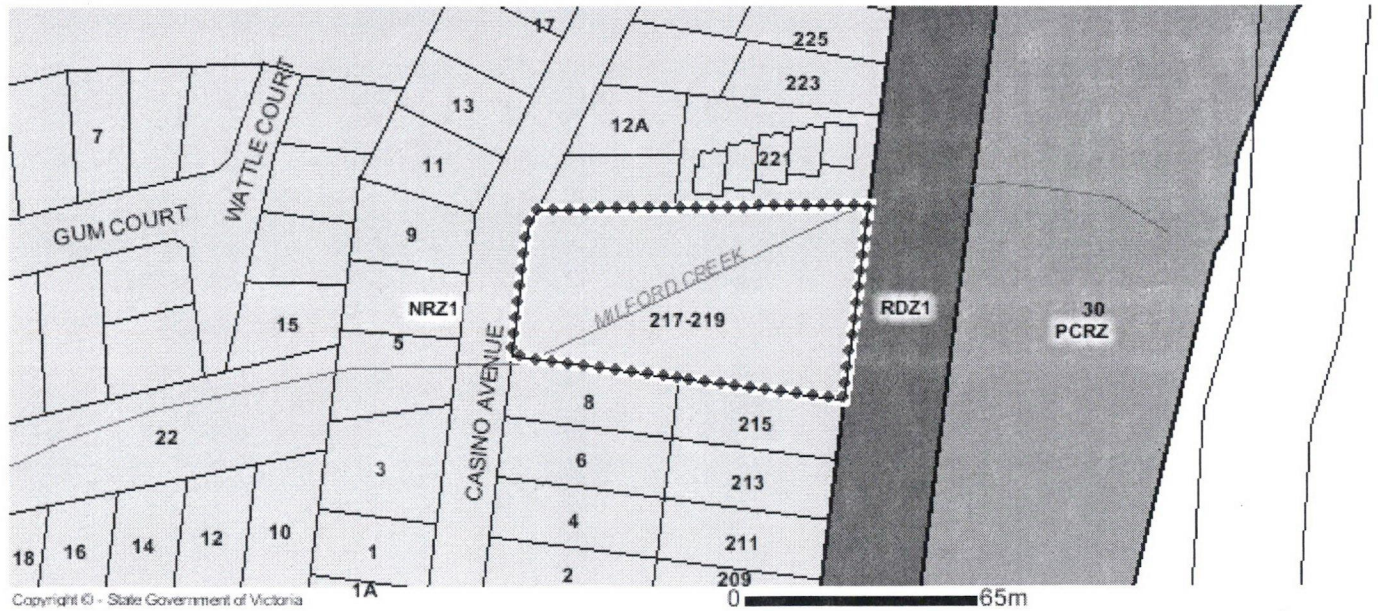 17
225
13
223
7
WATTLE COURT
12A
11
221
GUM COURT
9
MILFORD CREEK
NRZ1
217-219
RDZ1
30
PCRZ
15
5
CASINO AVENUE
8
215
22
6
213
3
4
211
18
16
14
12
10
1
2
209
1A
Copyright © - State Government of Victoria
0
65m